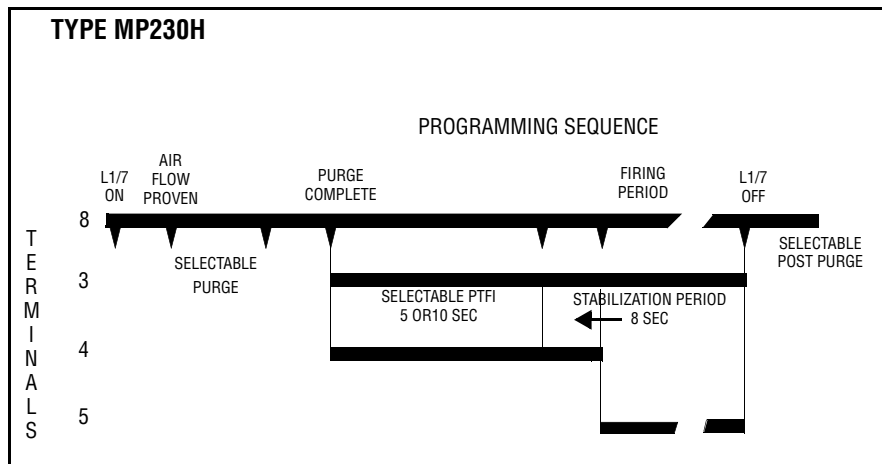 TYPE MP230H
PROGRAMMING SEQUENCE
L1/7
ON
AIR
FLOW
PROVEN
PURGE
COMPLETE
FIRING
PERIOD
L1/7
OFF
TERMINALS
8
SELECTABLE
PURGE
SELECTABLE
POST PURGE
3
SELECTABLE PTFI
5 OR10 SEC
STABILIZATION PERIOD
8 SEC
4
5